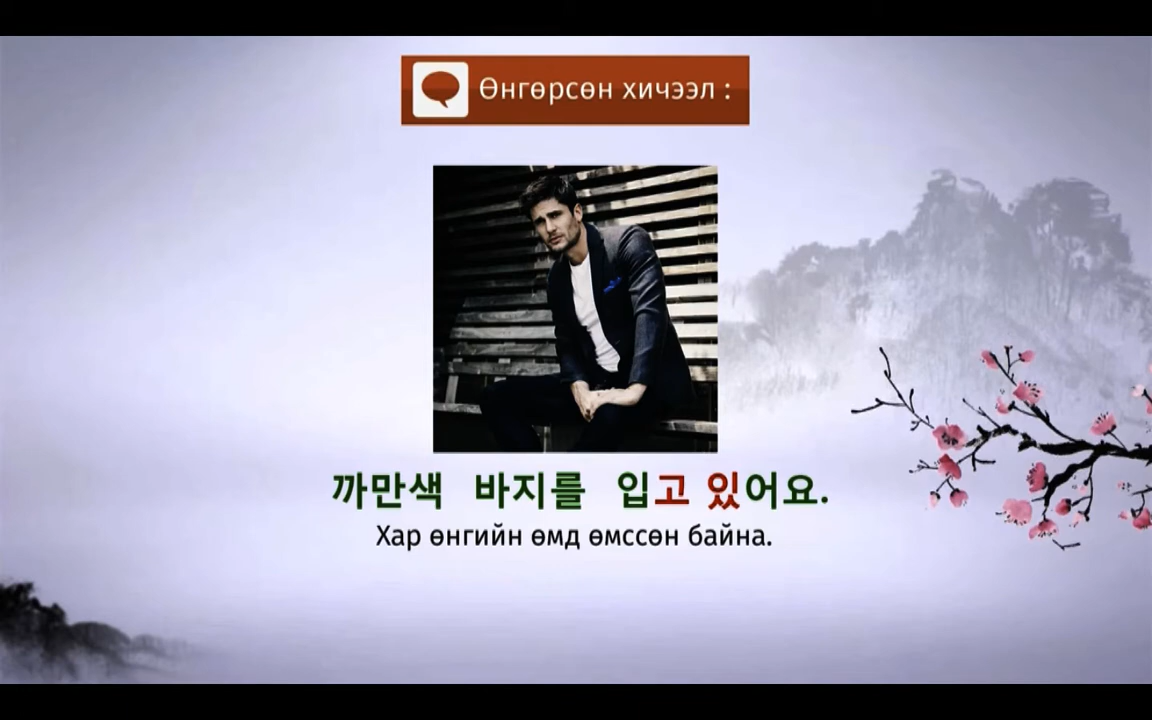 Өнгөрсөн хичээл :
까만색 바지를 입고 있어요.
Хар өнгийн өмд өмссөн байна.